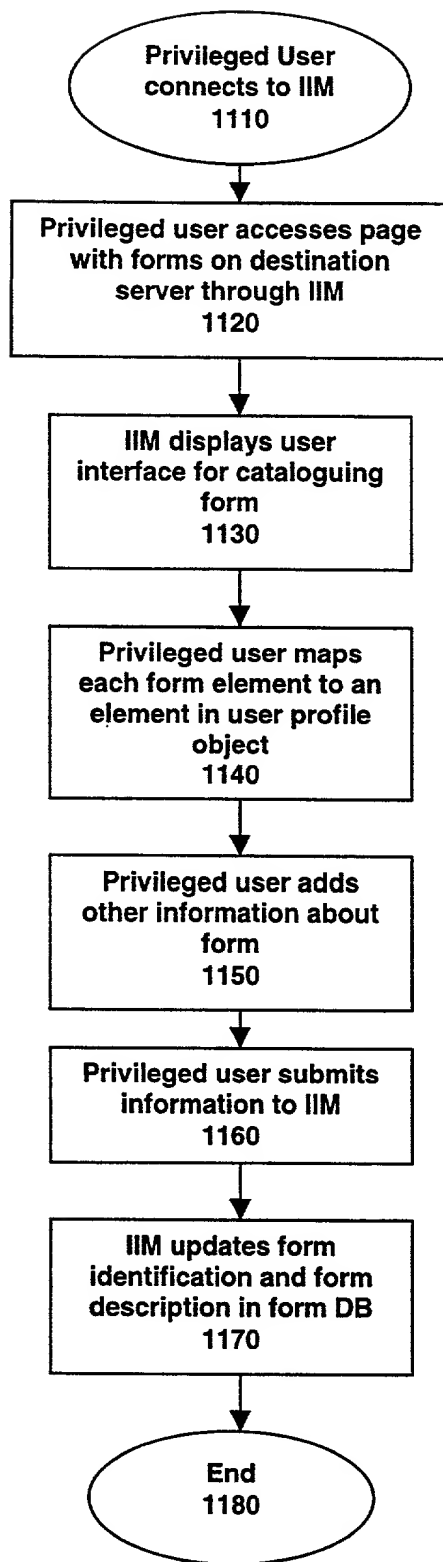 Privileged User
connects to IIM
1110
Privileged user accesses page
with forms on destination
server through IIM
1120
IIM displays user
interface for cataloguing
form
1130
Privileged user maps
each form element to an
element in user profile
object
1140
Privileged user adds
other information about
form
1150
Privileged user submits
information to IIM
1160
IIM updates form
identification and form
description in form DB
1170
End
1180